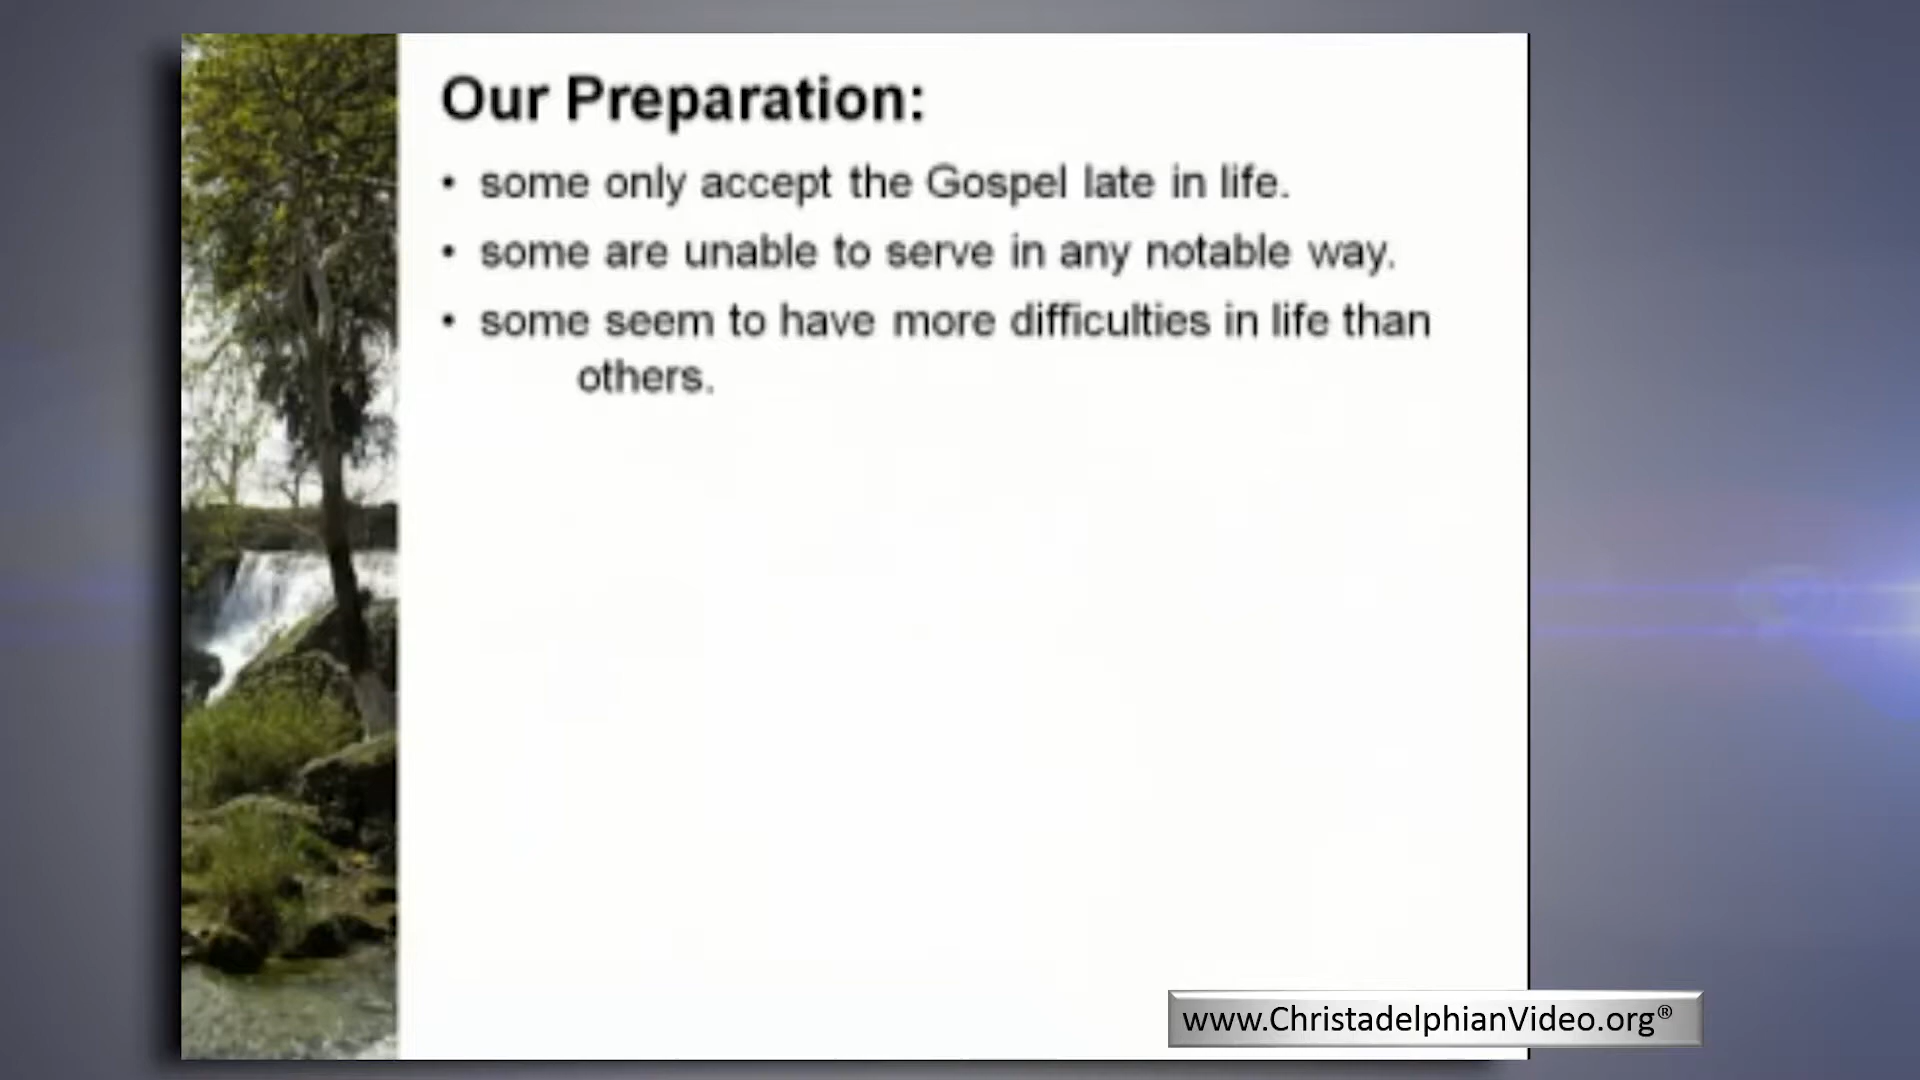 Our Preparation:
• some only accept the Gospel late in life.
• some are unable to serve in any notable way.
• some seem to have more difficulties in life than
others.
www.ChristadelphianVideo.org®